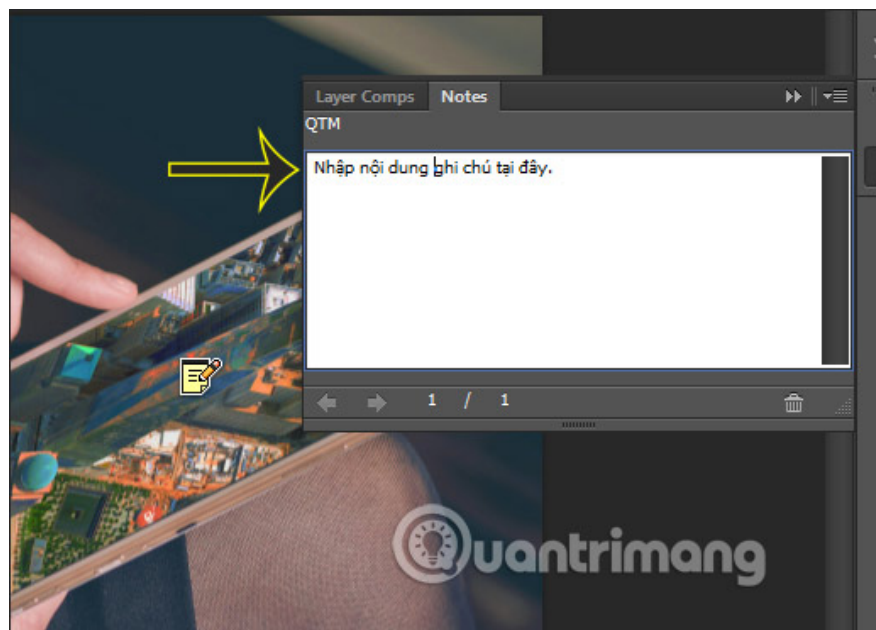 Layer Comps Notes
QTM
Nhập nội dung ghi chú tại đây.
1 / 1
Quantrimang